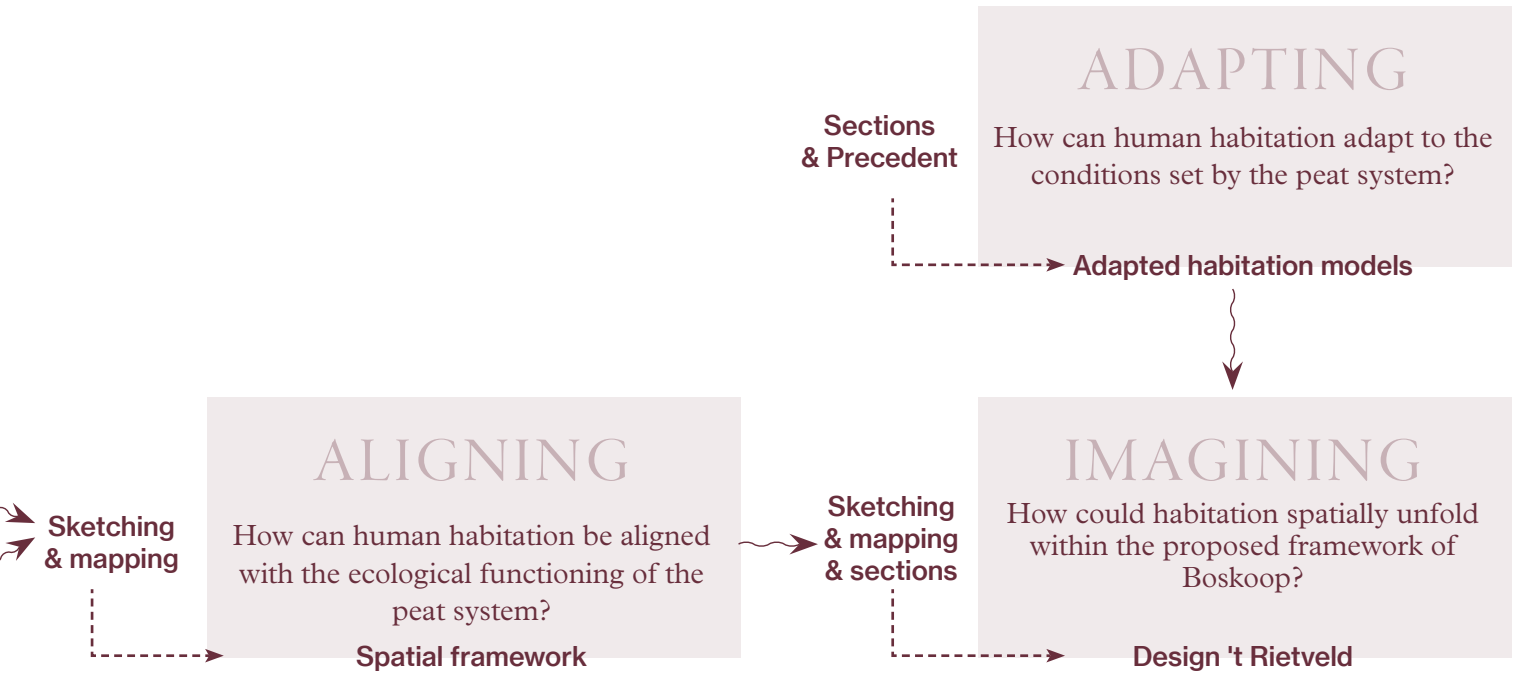 ADAPTING
Sections
& Precedent
How can human habitation adapt to the
conditions set by the peat system?
Adapted habitation models
Sketching
& mapping
ALIGNING
How can human habitation be aligned
with the ecological functioning of the
peat system?
Spatial framework
Sketching
& mapping
& sections
IMAGINING
How could habitation spatially unfold
within the proposed framework of
Boskoop?
Design 't Rietveld